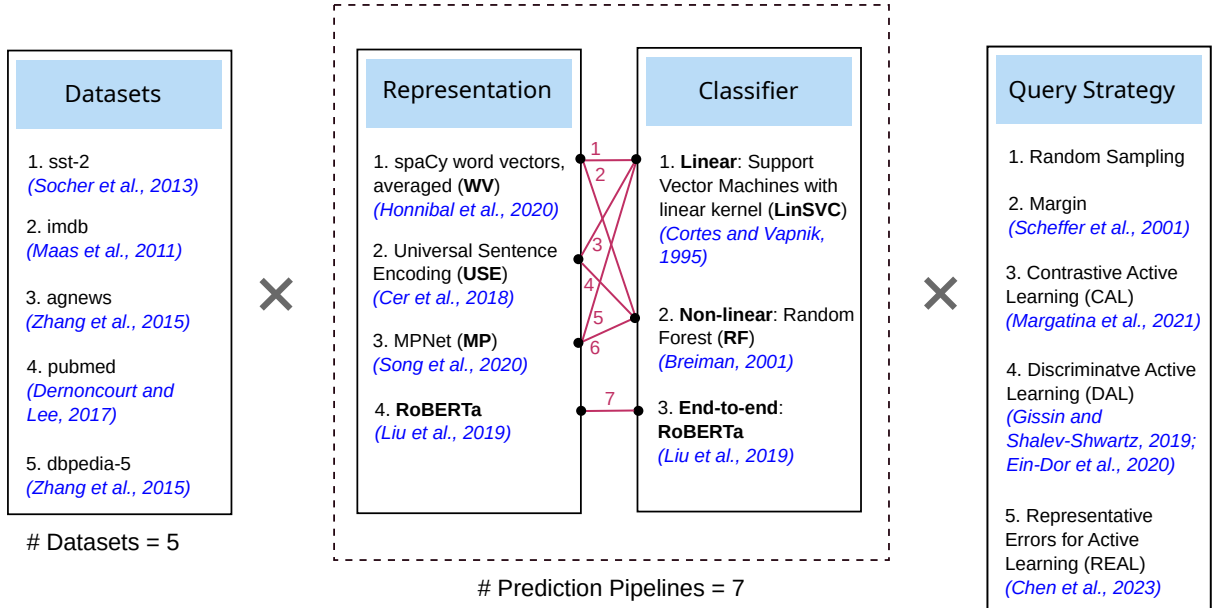 Datasets
1. sst-2
(Socher et al., 2013)
2. imdb
(Maas et al., 2011)
3. agnews
(Zhang et al., 2015)
4. pubmed
(Dernoncourt and
Lee, 2017)
5. dbpedia-5
(Zhang et al., 2015)
# Datasets = 5
Representation
1. spaCy word vectors,
averaged (WV)
(Honnibal et al., 2020)
2. Universal Sentence
Encoding (USE)
(Cer et al., 2018)
3. MPNet (MP)
(Song et al., 2020)
4. RoBERTa
(Liu et al., 2019)
1
2
3
4
5
6
7
Classifier
1. Linear: Support
Vector Machines with
linear kernel (LinSVC)
(Cortes and Vapnik,
1995)
2. Non-linear: Random
Forest (RF)
(Breiman, 2001)
3. End-to-end:
RoBERTa
(Liu et al., 2019)
# Prediction Pipelines = 7
Query Strategy
1. Random Sampling
2. Margin
(Scheffer et al., 2001)
3. Contrastive Active
Learning (CAL)
(Margatina et al., 2021)
4. Discriminatve Active
Learning (DAL)
(Gissin and
Shalev-Shwartz, 2019;
Ein-Dor et al., 2020)
5. Representative
Errors for Active
Learning (REAL)
(Chen et al., 2023)